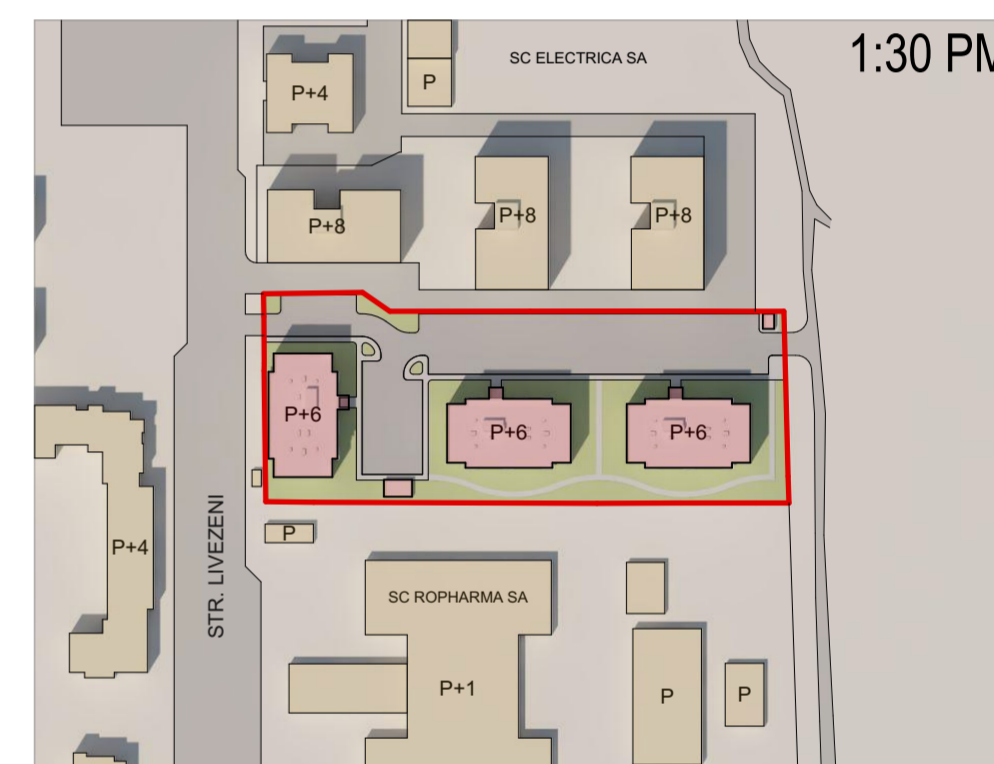 1:30 PM
SC ELECTRICA SA
P+4
P
P+8
P+8
P+8
P+6
P+6
P+6
P+4
STR. LIVEZENI
P
SC ROPHARMA SA
P+1
P
P